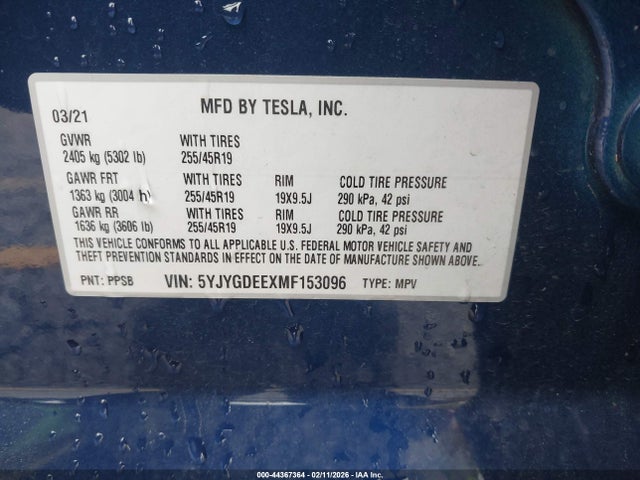 03/21 MFD BY TESLA, INC.
GVWR WITH TIRES
2405 kg (5302 lb) 255/45R19
GAWR FRT WITH TIRES RIM COLD TIRE PRESSURE
1363 kg (3004 lb) 255/45R19 19X9.5J 290 kPa, 42 psi
GAWR RR WITH TIRES RIM COLD TIRE PRESSURE
1636 kg (3606 lb) 255/45R19 19X9.5J 290 kPa, 42 psi
THIS VEHICLE CONFORMS TO ALL APPLICABLE U.S. FEDERAL MOTOR VEHICLE SAFETY AND
THEFT PREVENTION STANDARDS IN EFFECT ON THE DATE OF MANUFACTURE SHOWN ABOVE.
PNT: PPSB VIN: 5YJYGDEEXMF153096 TYPE: MPV
000-44367364 - 02/11/2026 - IAA Inc.